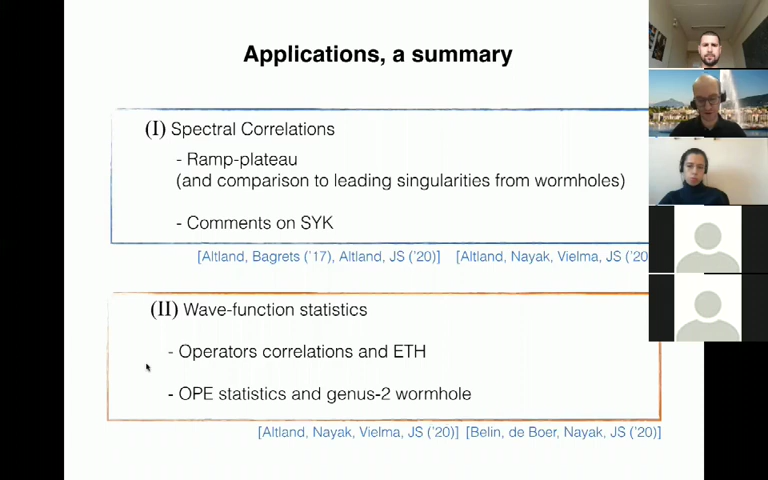 Applications, a summary
(I) Spectral Correlations
- Ramp-plateau
(and comparison to leading singularities from wormholes)
- Comments on SYK
[Altland, Bagrets ('17), Altland, JS ('20)] [Altland, Nayak, Vielma, JS ('20
(II) Wave-function statistics
- Operators correlations and ETH
- OPE statistics and genus-2 wormhole
[Altland, Nayak, Vielma, JS ('20)] [Belin, de Boer, Nayak, JS ('20)]